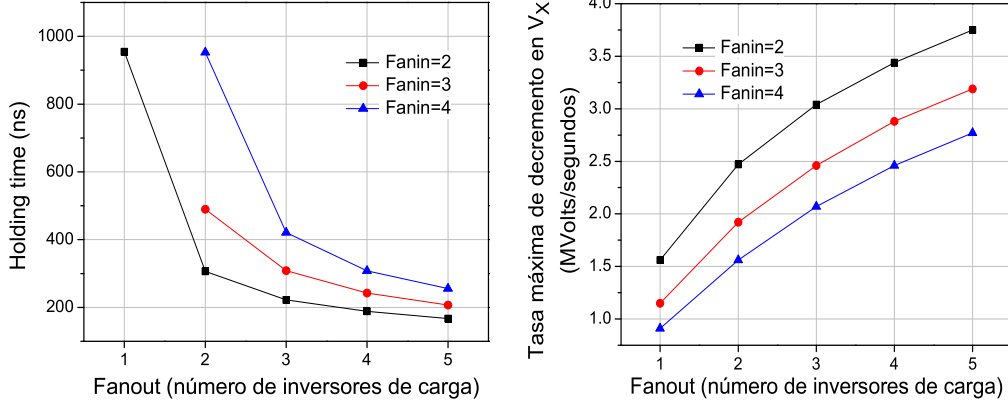 Holding time (ns)
1000
800
600
400
200
1 2 3 4 5
Fanout (número de inversores de carga)
Fanin=2
Fanin=3
Fanin=4
Tasa máxima de decremento en VX
(MVolts/segundos)
4.0
3.5
3.0
2.5
2.0
1.5
1.0
1 2 3 4 5
Fanout (número de inversores de carga)
Fanin=2
Fanin=3
Fanin=4